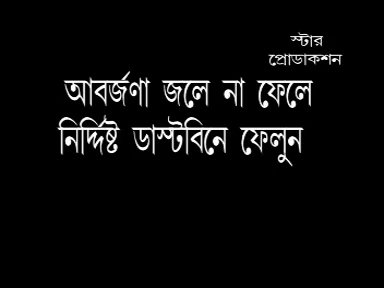 স্টার
প্রোডাকশন
আবর্জণা জলে না ফেলে
নির্দ্দিষ্ট ডাস্টবিনে ফেলুন